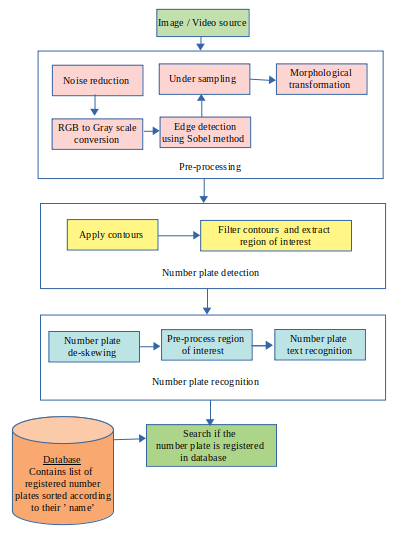 Image / Video source
Noise reduction
Under sampling
Morphological
transformation
RGB to Gray scale
conversion
Edge detection
using Sobel method
Pre-processing
Apply contours
Filter contours and extract
region of interest
Number plate detection
Number plate
de-skewing
Pre-process region
of interest
Number plate
text recognition
Number plate recognition
Database
Contains list of
registered number
plates sorted according
to their ’ name’
Search if the
number plate is registered
in database